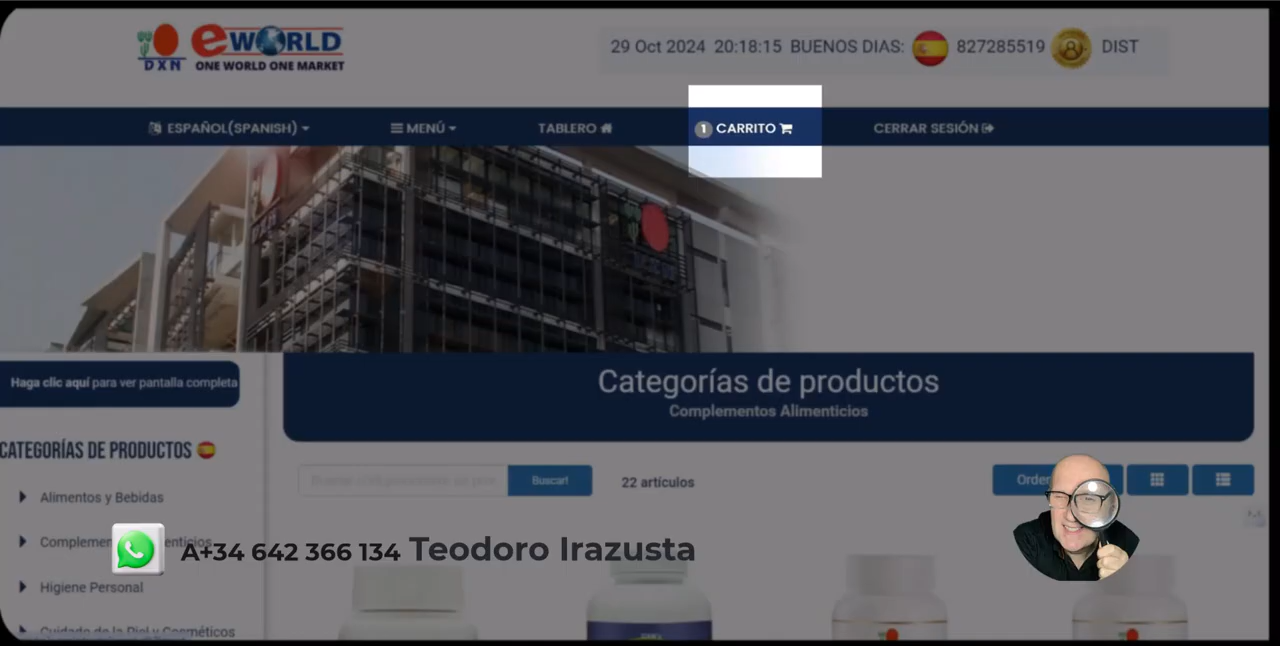 eWORLD
DXN ONE WORLD ONE MARKET
29 Oct 2024 20:18:15 BUENOS DIAS: 827285519 DIST
ESPAÑOL(SPANISH) MENÚ TABLERO 1 CARRITO CERRAR SESIÓN
Haga clic aquí para ver pantalla completa
Categorías de productos
Complementos Alimenticios
CATEGORÍAS DE PRODUCTOS
Buscar! 22 artículos
Alimentos y Bebidas
A+34 642 366 134 Teodoro Irazusta
Higiene Personal
Cuidado de la Piel y Cosméticos